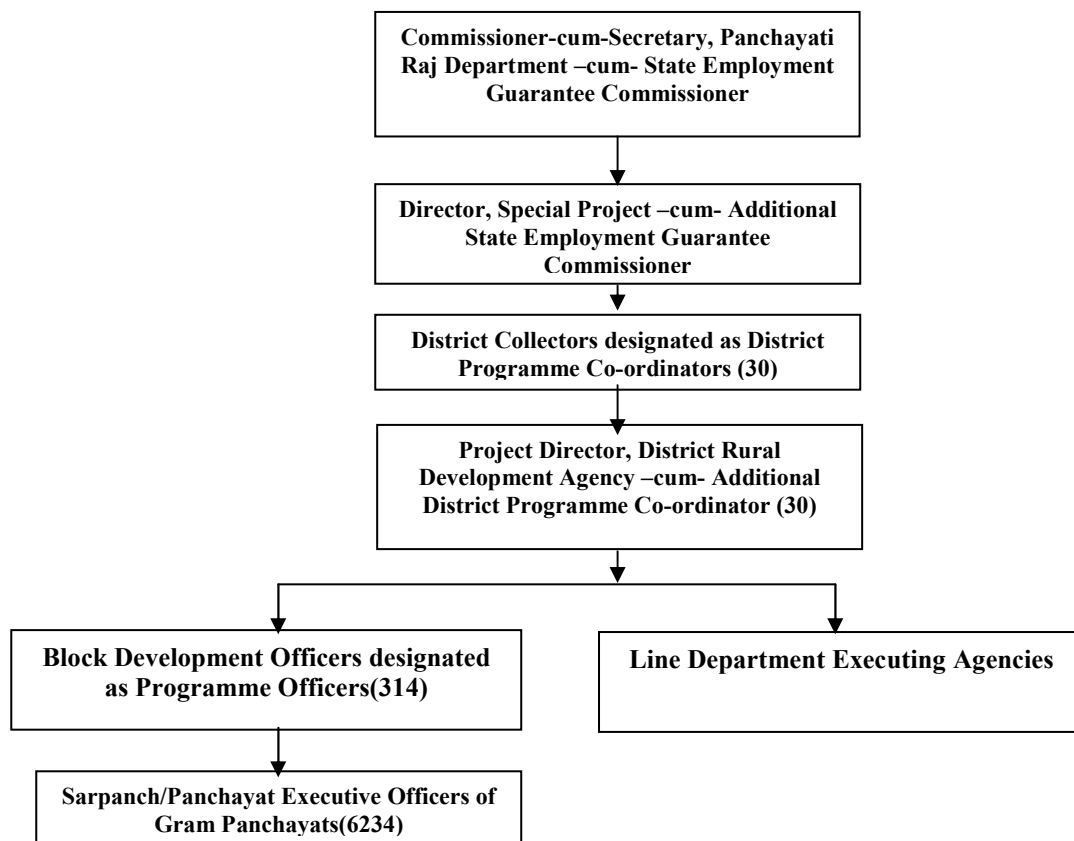 Commissioner-cum-Secretary, Panchayati
Raj Department –cum- State Employment
Guarantee Commissioner
Director, Special Project –cum- Additional
State Employment Guarantee
Commissioner
District Collectors designated as District
Programme Co-ordinators (30)
Project Director, District Rural
Development Agency –cum- Additional
District Programme Co-ordinator (30)
Block Development Officers designated
as Programme Officers(314)
Line Department Executing Agencies
Sarpanch/Panchayat Executive Officers of
Gram Panchayats(6234)